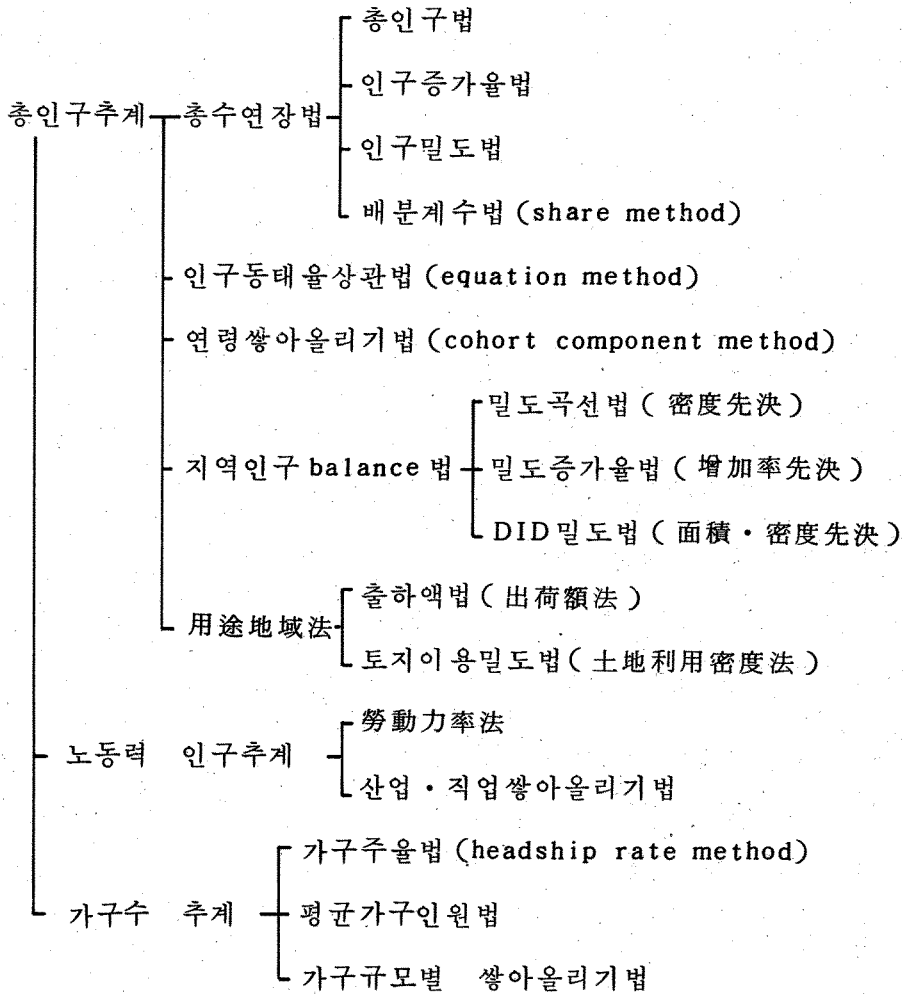 총인구법
인구증가율법
총인구추계 총수연장법
인구밀도법
배분계수법 (share method)
인구동태율상관법 (equation method)
연령쌓아올리기법 (cohort component method)
밀도곡선법 ( 密度先決 )
지역인구 balance 법 밀도증가율법 ( 增加率先決 )
DID밀도법 ( 面積・密度先決 )
출하액법 ( 出荷額法 )
用途地域法
토지이용밀도법 ( 土地利用密度法 )
勞動力率法
노동력 인구추계
산업・직업쌓아올리기법
가구주율법 (headship rate method)
가구수 추계 평균가구인원법
가구규모별 쌓아올리기법